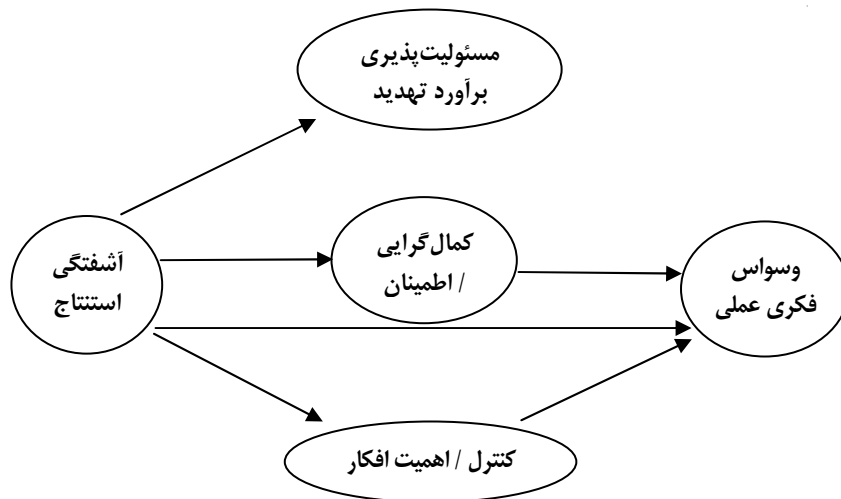 مسئولیت‌پذیری
برآورد تهدید
کمال‌گرایی
/ اطمینان
آشفتگی
استنتاج
وسواس
فکری عملی
کنترل / اهمیت افکار